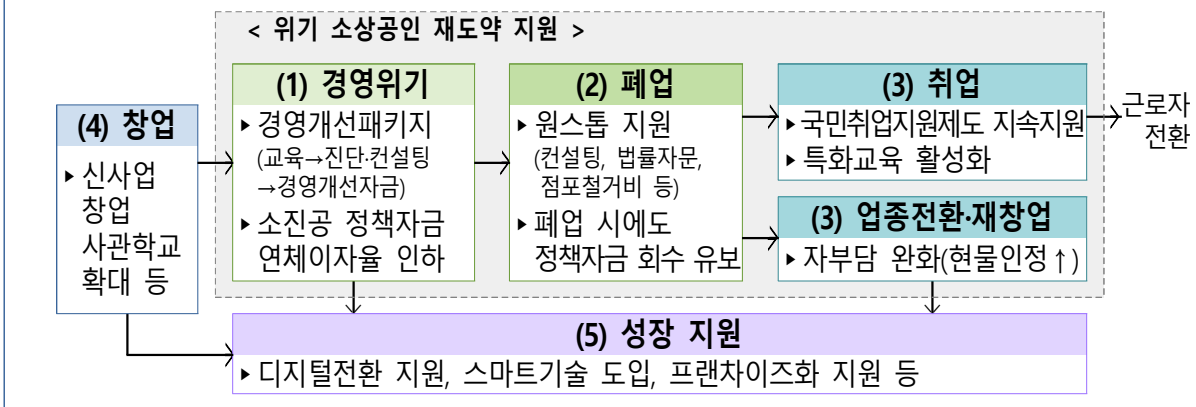 < 위기 소상공인 재도약 지원 >
(4) 창업
▸신사업
창업
사관학교
확대 등
(1) 경영위기
▸경영개선패키지
(교육→진단·컨설팅
→경영개선자금)
▸소진공 정책자금
연체이자율 인하
(2) 폐업
▸원스톱 지원
(컨설팅, 법률자문,
점포철거비 등)
▸폐업 시에도
정책자금 회수 유보
(3) 취업
▸국민취업지원제도 지속지원
▸특화교육 활성화
근로자
전환
(3) 업종전환·재창업
▸자부담 완화(현물인정↑)
(5) 성장 지원
▸디지털전환 지원, 스마트기술 도입, 프랜차이즈화 지원 등